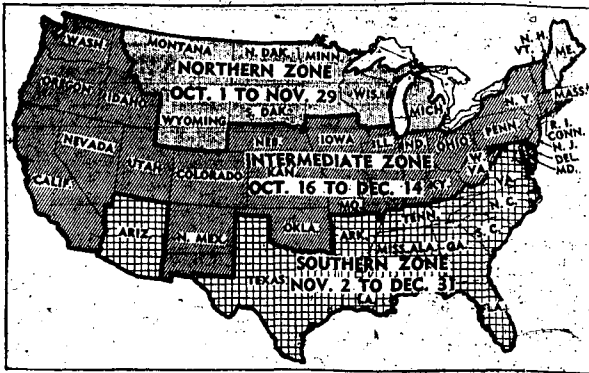 WASH. MONTANA N. DAK. MINN. N. H. VT. ME.
NORTHERN ZONE
OREGON IDAHO OCT. 1 TO NOV. 29 WIS. MICH. N. Y. MASS.
S. DAK.
WYOMING PENN. R. I.
CONN.
NEVADA NEB. IOWA ILL. IND. OHIO N. J.
UTAH COLORADO KAN. INTERMEDIATE ZONE W. VA. DEL.
MD.
CALIF. OCT. 16 TO DEC. 14 KY. VA.
MO.
ARIZ. N. MEX. OKLA. ARK. TENN. N. C.
MISS. ALA. GA. S. C.
TEXAS SOUTHERN ZONE
NOV. 2 TO DEC. 31
LA. FLA.